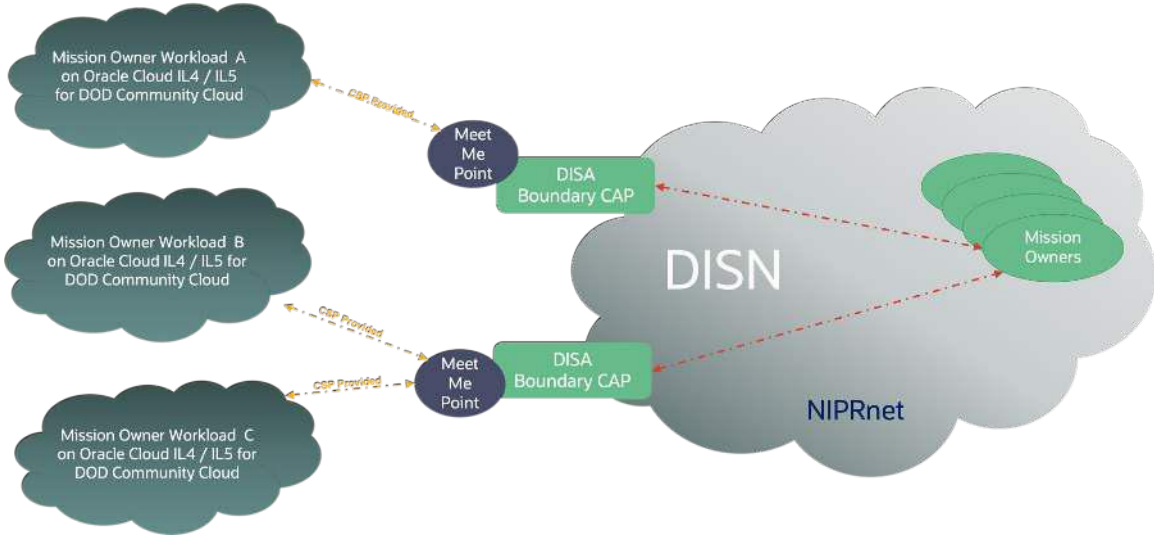 Mission Owner Workload A
on Oracle Cloud IL4 / IL5
for DOD Community Cloud
CSP Provided
Meet
Me
Point
DISA
Boundary CAP
Mission
Owners
DISN
Mission Owner Workload B
on Oracle Cloud IL4 / IL5 for
DOD Community Cloud
CSP Provided
Meet
Me
Point
DISA
Boundary CAP
CSP Provided
NIPRnet
Mission Owner Workload C
on Oracle Cloud IL4 / IL5 for
DOD Community Cloud